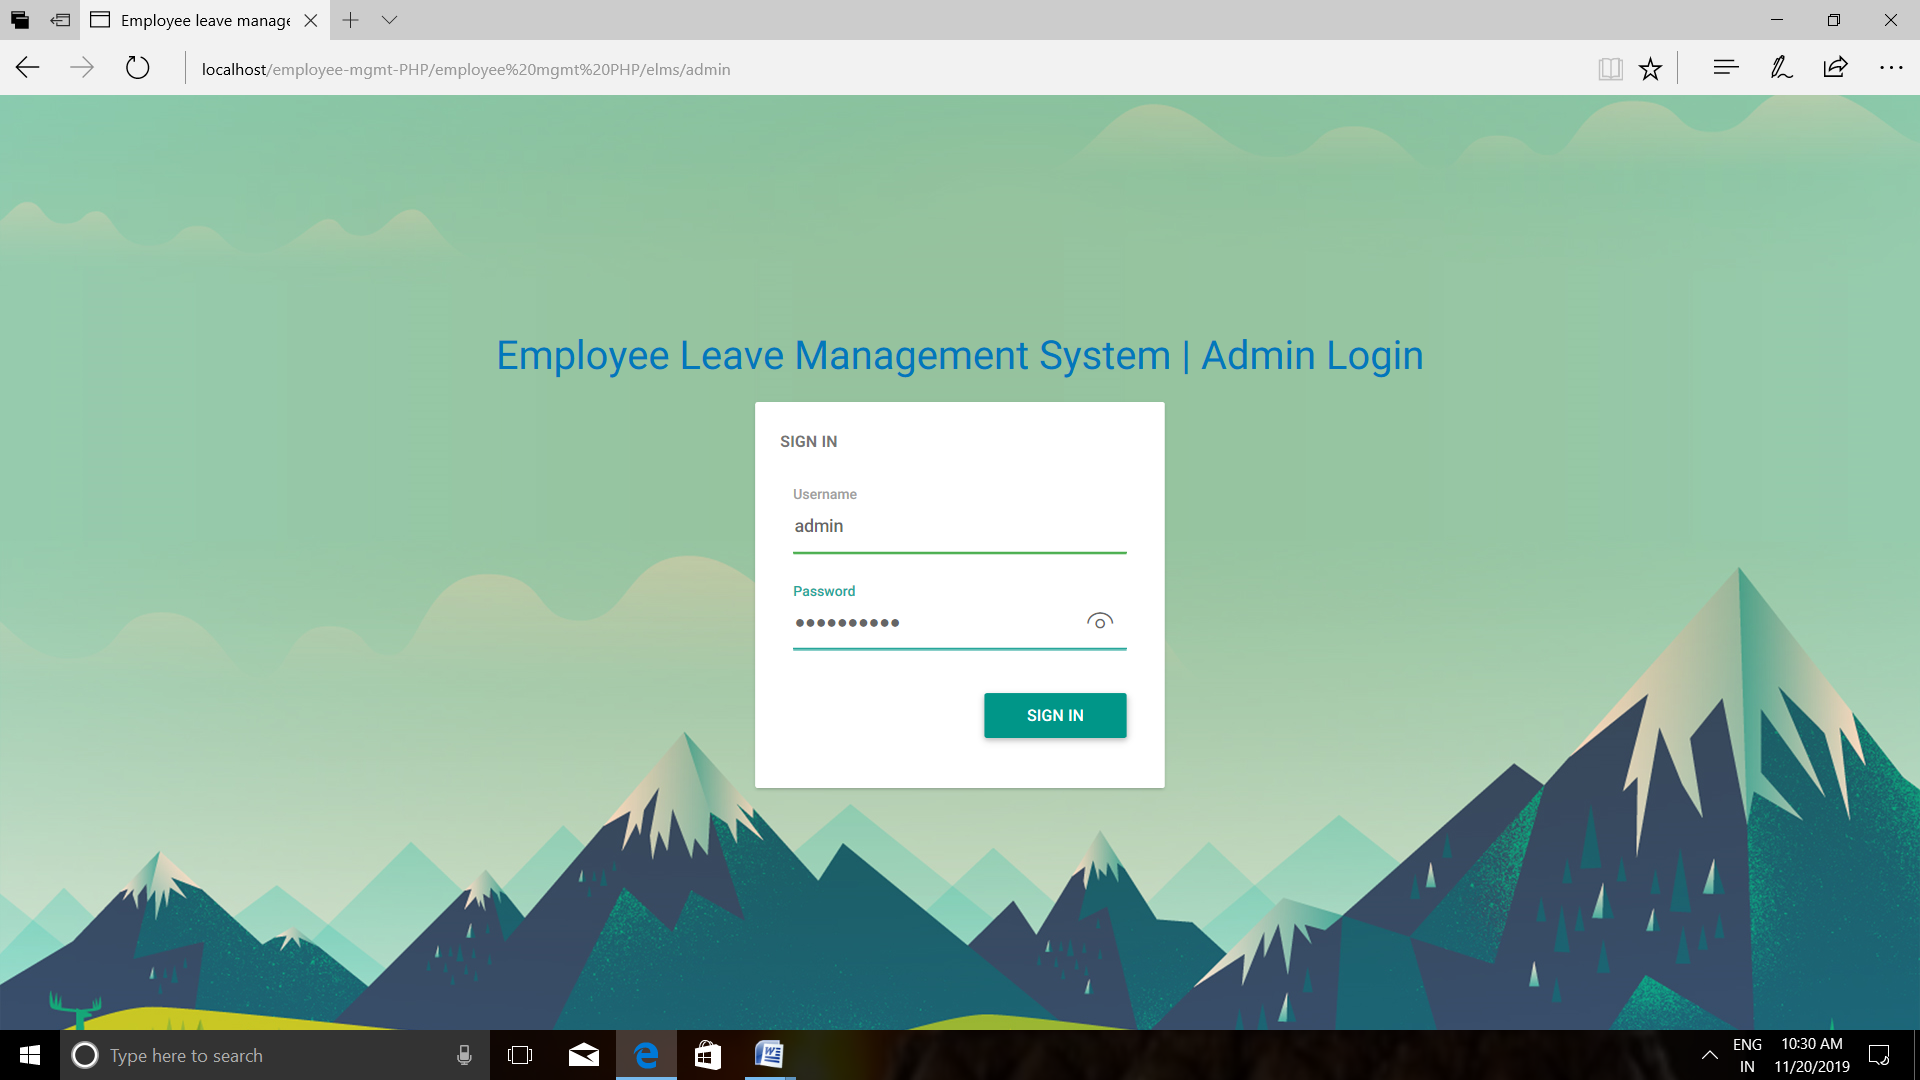 Employee leave manage
localhost/employee-mgmt-PHP/employee%20mgmt%20PHP/elms/admin
Employee Leave Management System | Admin Login
SIGN IN
Username
admin
Password
••••••••••
SIGN IN
Type here to search
ENG
IN
10:30 AM
11/20/2019